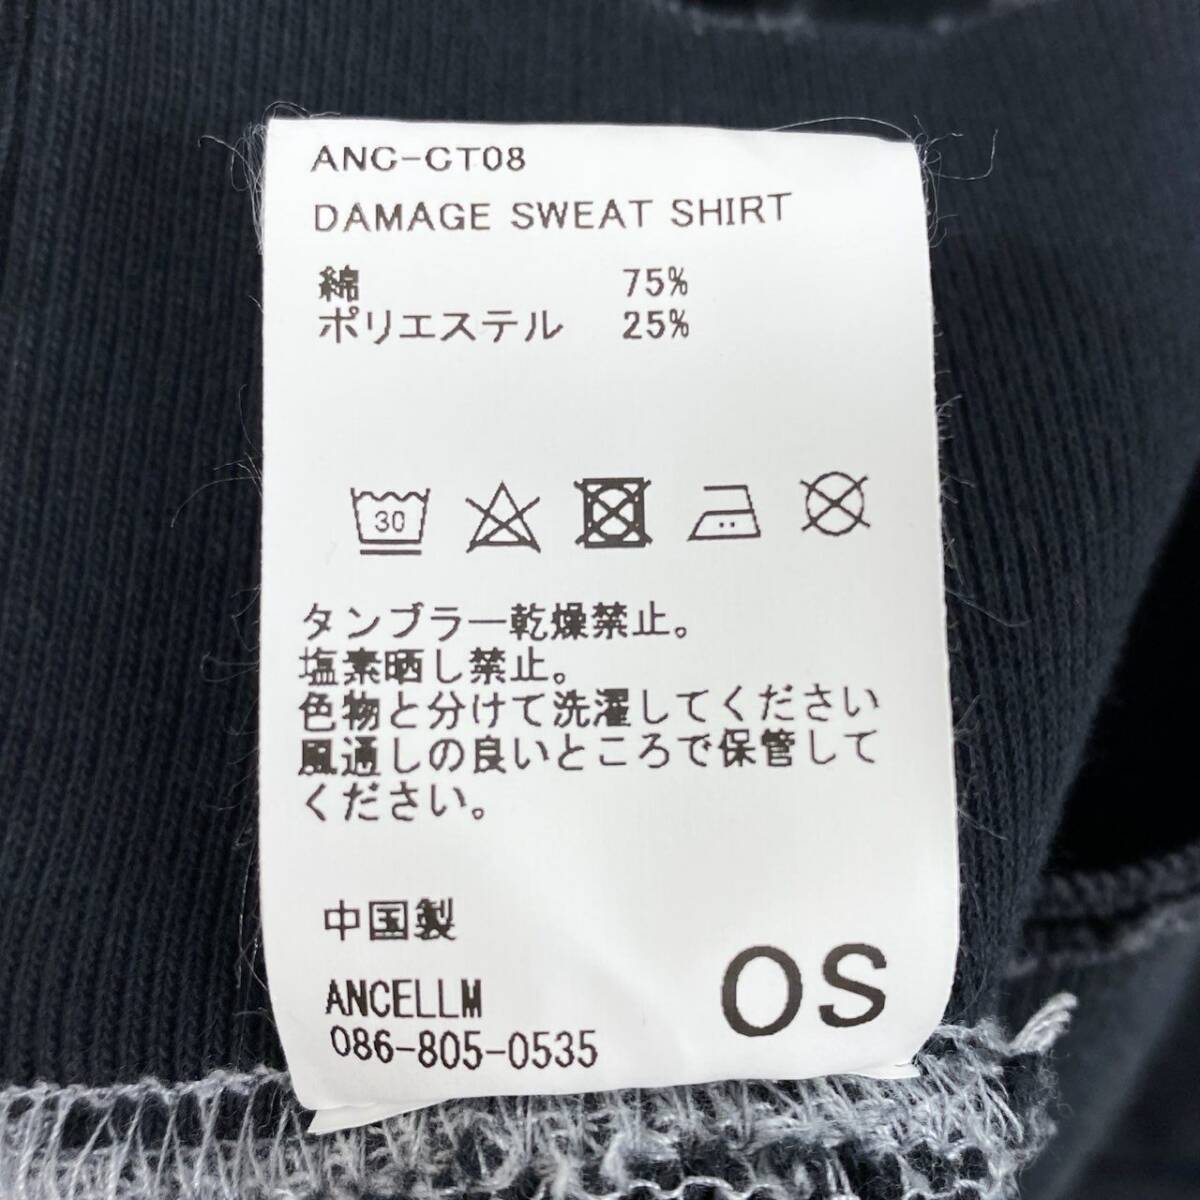 ANC-CT08
DAMAGE SWEAT SHIRT
綿 75%
ポリエステル 25%
30
タンブラー乾燥禁止。
塩素晒し禁止。
色物と分けて洗濯してください
風通しの良いところで保管して
ください。
中国製
ANCELLM
086-805-0535
OS